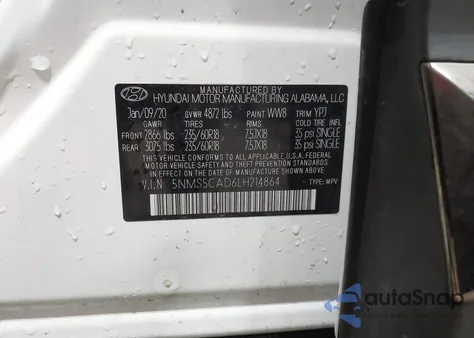 MANUFACTURED BY
HYUNDAI MOTOR MANUFACTURING ALABAMA, LLC
Jan/09/20 GVWR 4872 lbs PAINT WW8 TRIM YPJ
GAWR TIRES RIMS COLD TIRE INFL
FRONT 2866 lbs 235/60R18 7.5JX18 35 psi SINGLE
REAR 3075 lbs 235/60R18 7.5JX18 35 psi SINGLE
THIS VEHICLE CONFORMS TO ALL APPLICABLE U.S.A. FEDERAL MOTOR
VEHICLE SAFETY STANDARDS IN EFFECT ON THE DATE OF MANUFACTURE SHOWN ABOVE.
V.I.N 5NMS5CAD6LH214864 TYPE: MPV
autoSnap